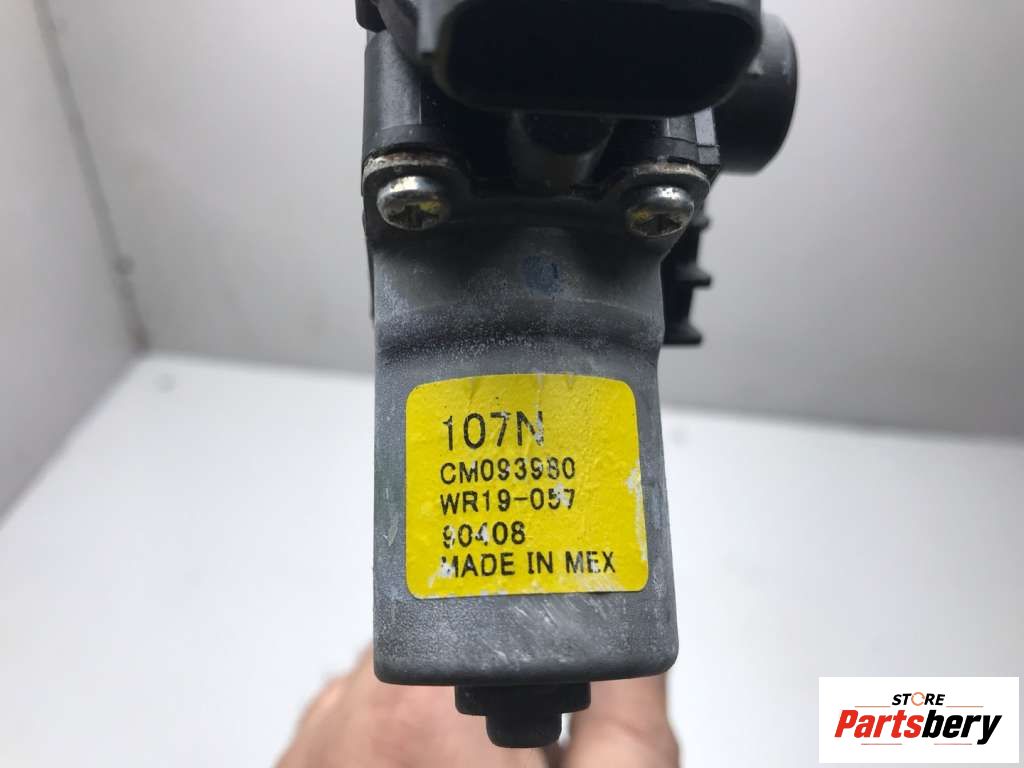 107N
CM093980
WR19-057
90408
MADE IN MEX
STORE
Partsbery